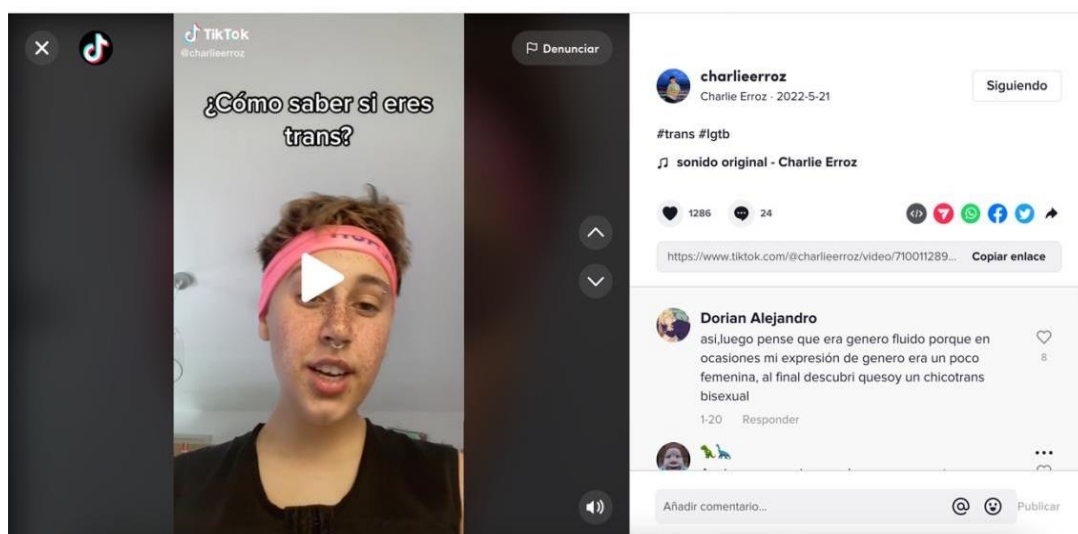 TikTok
@charlieerroz
Denunciar
¿Cómo saber si eres
trans?
charlieerroz
Charlie Erroz · 2022-5-21
Siguiendo
#trans #lgtb
sonido original - Charlie Erroz
1286
24
https://www.tiktok.com/@charlieerroz/video/710011289...
Copiar enlace
Dorian Alejandro
asi,luego pense que era genero fluido porque en
ocasiones mi expresión de genero era un poco
femenina, al final descubri quesoy un chicotrans
bisexual
8
1-20 Responder
Añadir comentario...
Publicar